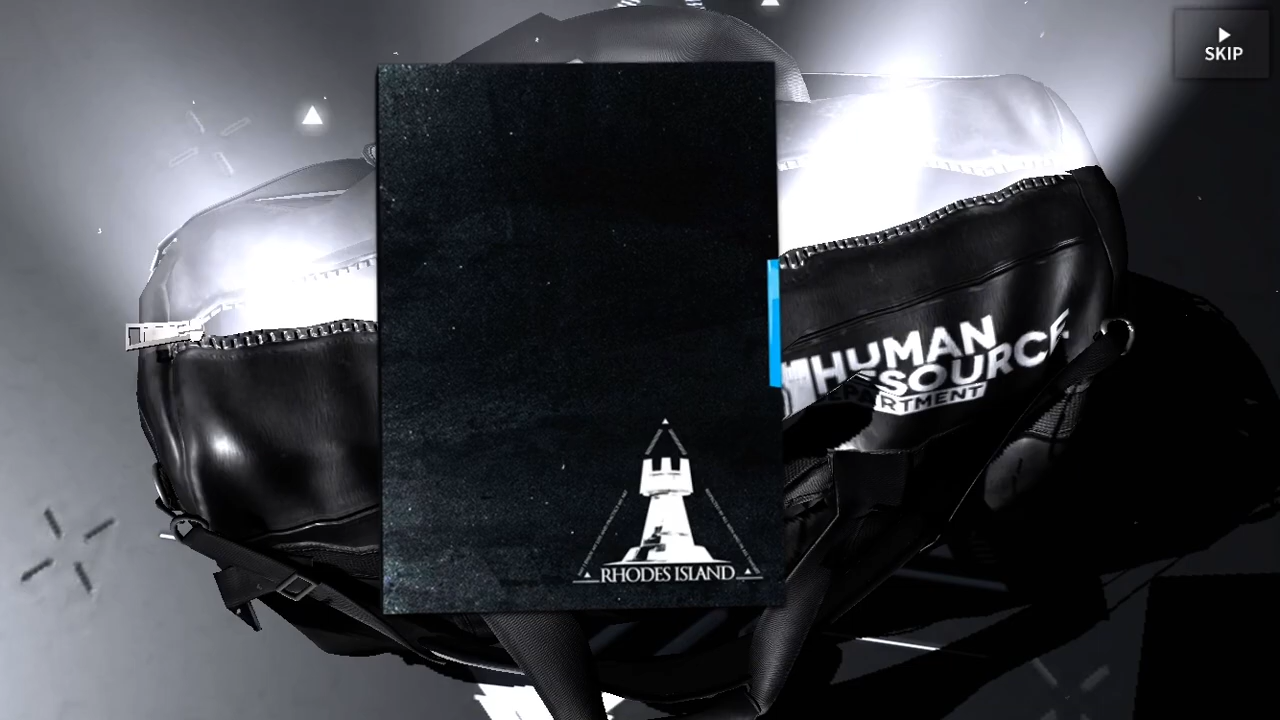 SKIP
HUMAN
RESOURCE
DEPARTMENT
RHODES ISLAND